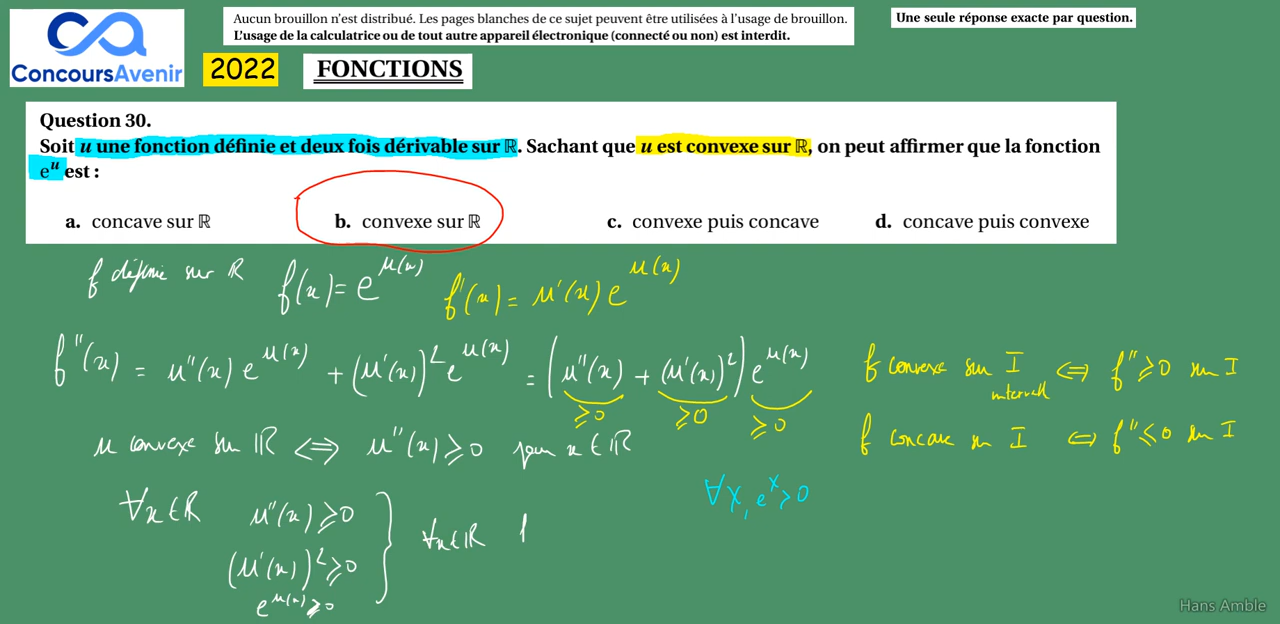 Aucun brouillon n'est distribué. Les pages blanches de ce sujet peuvent être utilisées à l'usage de brouillon.
L'usage de la calculatrice ou de tout autre appareil électronique (connecté ou non) est interdit.
Une seule réponse exacte par question.
ConcoursAvenir
2022
FONCTIONS
Question 30.
Soit u une fonction définie et deux fois dérivable sur ℝ. Sachant que u est convexe sur ℝ, on peut affirmer que la fonction
eᵘ est :
a. concave sur ℝ
b. convexe sur ℝ
c. convexe puis concave
d. concave puis convexe
f définie sur ℝ f(x) = e^u(x) f'(x) = u'(x) e^u(x)
f''(x) = u''(x) e^u(x) + (u'(x))² e^u(x) = (u''(x) + (u'(x))²) e^u(x)
⩾0 ⩾0 ⩾0
f convexe sur I ⟺ f'' ⩾ 0 sur I
intervall
f concave sur I ⟺ f'' ⩽ 0 sur I
u convexe sur ℝ ⟺ u''(x) ⩾ 0 pour x ∈ ℝ
∀X, e^X > 0
∀x ∈ ℝ u''(x) ⩾ 0
(u'(x))² ⩾ 0
e^u(x) ⩾ 0
} ∀x ∈ ℝ
Hans Amble